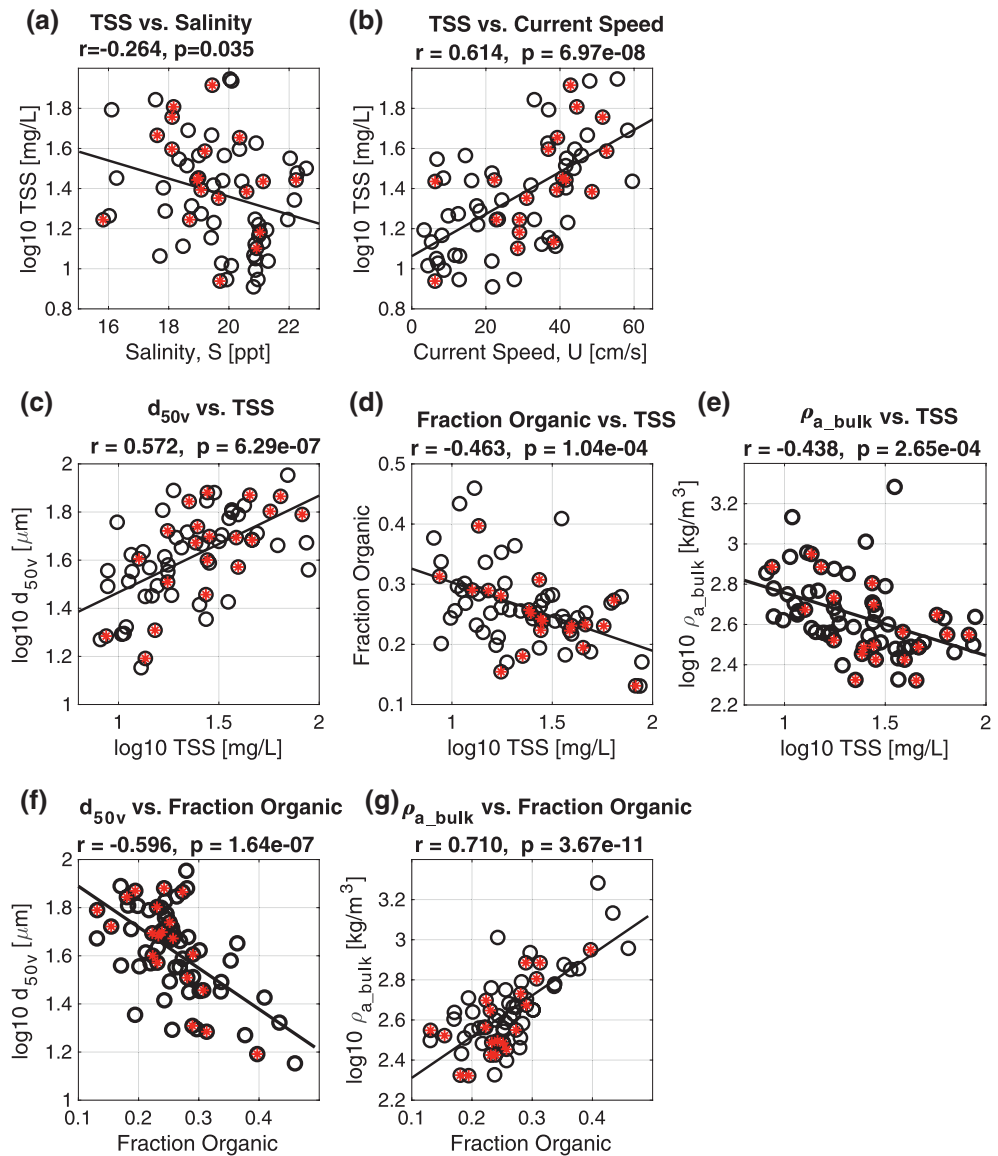 (a)
TSS vs. Salinity
r=-0.264, p=0.035
log10 TSS [mg/L]
1.8
1.6
1.4
1.2
1
0.8
16
18
20
22
Salinity, S [ppt]
(b)
TSS vs. Current Speed
r = 0.614, p = 6.97e-08
log10 TSS [mg/L]
1.8
1.6
1.4
1.2
1
0.8
0
20
40
60
Current Speed, U [cm/s]
(c)
d50v vs. TSS
r = 0.572, p = 6.29e-07
log10 d50v [μm]
2
1.8
1.6
1.4
1.2
1
1
1.5
2
log10 TSS [mg/L]
(d)
Fraction Organic vs. TSS
r = -0.463, p = 1.04e-04
Fraction Organic
0.5
0.4
0.3
0.2
0.1
1
1.5
2
log10 TSS [mg/L]
(e)
ρa_bulk vs. TSS
r = -0.438, p = 2.65e-04
log10 ρa_bulk [kg/m3]
3.2
3
2.8
2.6
2.4
2.2
1
1.5
2
log10 TSS [mg/L]
(f)
d50v vs. Fraction Organic
r = -0.596, p = 1.64e-07
log10 d50v [μm]
2
1.8
1.6
1.4
1.2
1
0.1
0.2
0.3
0.4
Fraction Organic
(g)
ρa_bulk vs. Fraction Organic
r = 0.710, p = 3.67e-11
log10 ρa_bulk [kg/m3]
3.2
3
2.8
2.6
2.4
2.2
0.1
0.2
0.3
0.4
Fraction Organic